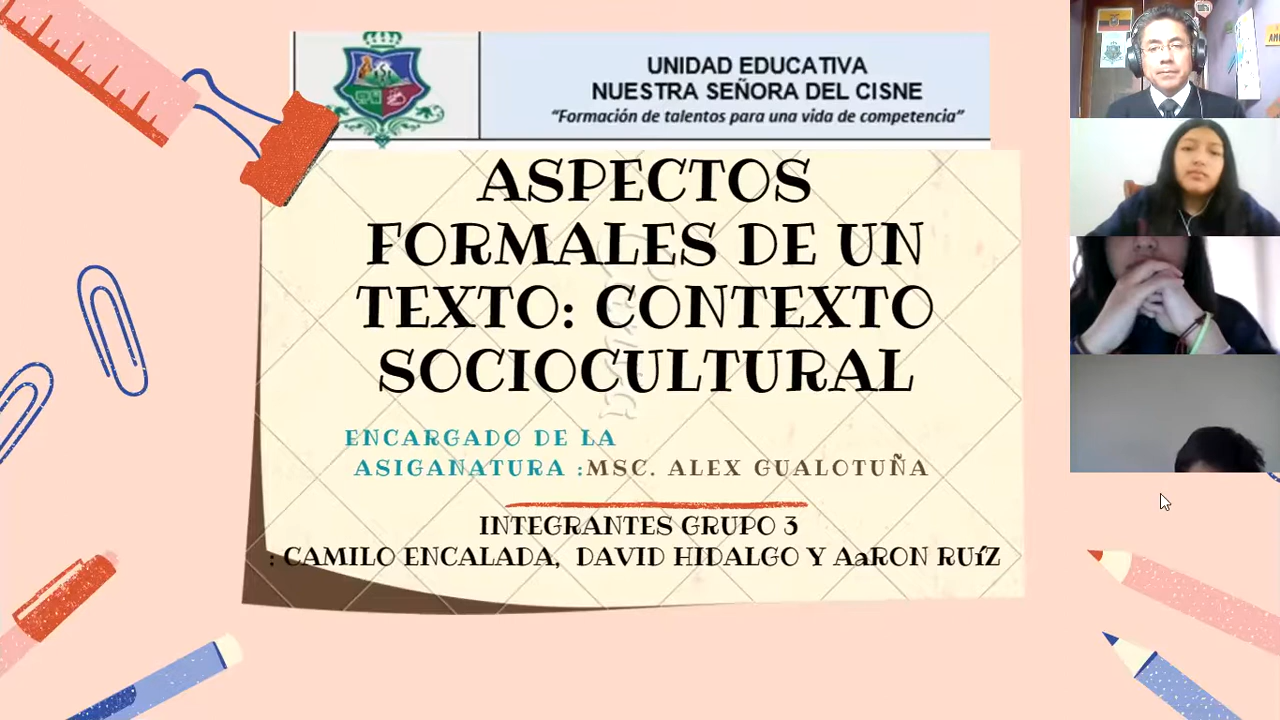 UNIDAD EDUCATIVA
NUESTRA SEÑORA DEL CISNE
“Formación de talentos para una vida de competencia”
ASPECTOS
FORMALES DE UN
TEXTO: CONTEXTO
SOCIOCULTURAL
ENCARGADO DE LA
ASIGANATURA :MSC. ALEX GUALOTUÑA
INTEGRANTES GRUPO 3
: CAMILO ENCALADA, DAVID HIDALGO Y AaRON RUíZ